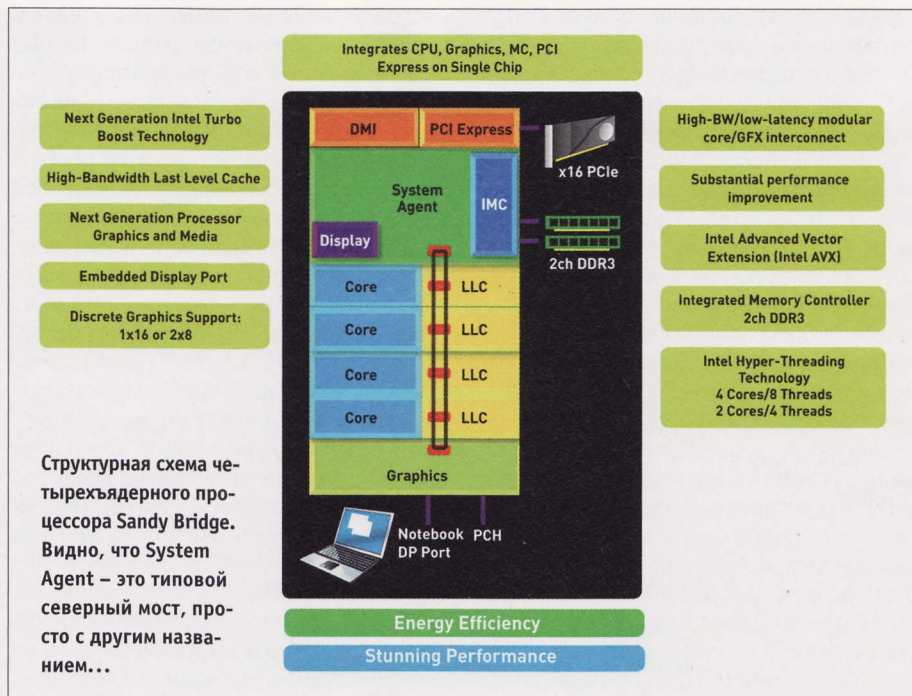 Integrates CPU, Graphics, MC, PCI
Express on Single Chip
Next Generation Intel Turbo
Boost Technology
High-Bandwidth Last Level Cache
Next Generation Processor
Graphics and Media
Embedded Display Port
Discrete Graphics Support:
1x16 or 2x8
DMI
PCI Express
x16 PCIe
System
Agent
IMC
Display
2ch DDR3
Core
LLC
Core
LLC
Core
LLC
Core
LLC
Graphics
Notebook
DP Port
PCH
High-BW/low-latency modular
core/GFX interconnect
Substantial performance
improvement
Intel Advanced Vector
Extension (Intel AVX)
Integrated Memory Controller
2ch DDR3
Intel Hyper-Threading
Technology
4 Cores/8 Threads
2 Cores/4 Threads
Структурная схема че-
тырехъядерного про-
цессора Sandy Bridge.
Видно, что System
Agent – это типовой
северный мост, про-
сто с другим назва-
нием...
Energy Efficiency
Stunning Performance